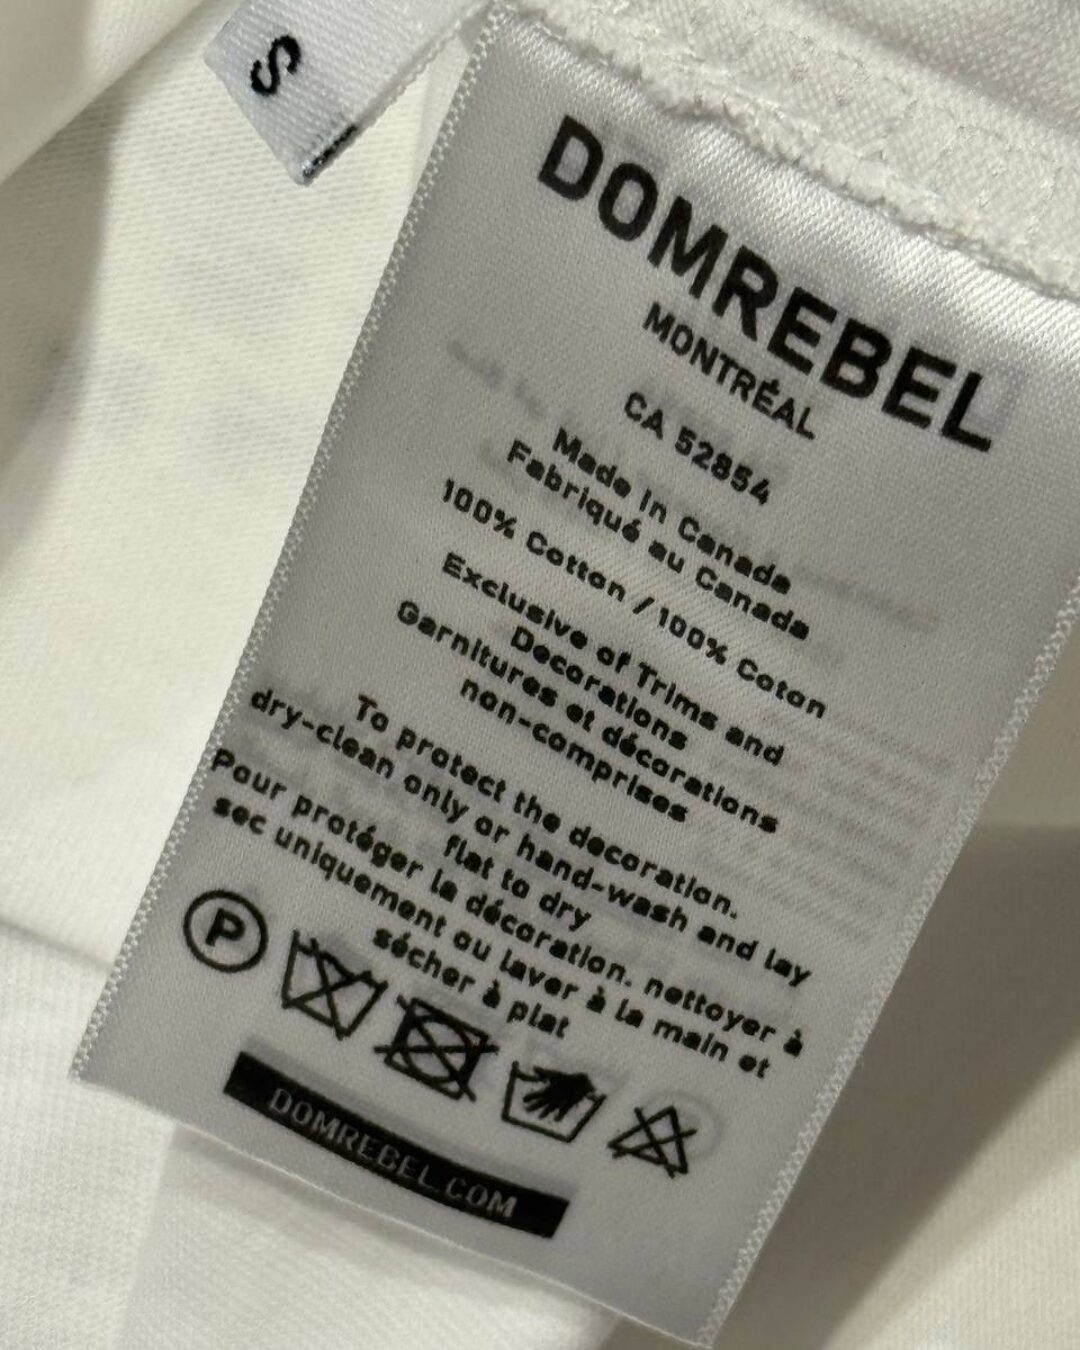 S
DOMREBEL
MONTRÉAL
CA 52854
Made In Canada
Fabriqué au Canada
100% Cotton / 100% Coton
Exclusive of Trims and
Decorations
Garnitures et décorations
non-comprises
To protect the decoration.
dry-clean only or hand-wash and lay
flat to dry
Pour protéger la décoration. nettoyer à
sec uniquement ou laver à la main et
sécher à plat
P
DOMREBEL.COM